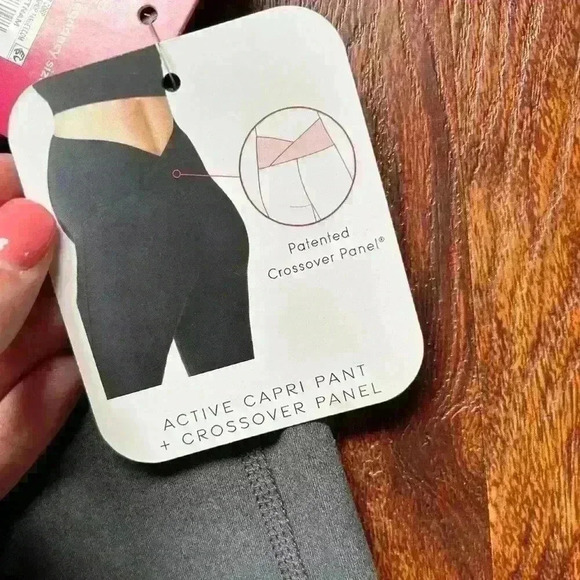 Patented
Crossover Panel®
ACTIVE CAPRI PANT
+ CROSSOVER PANEL